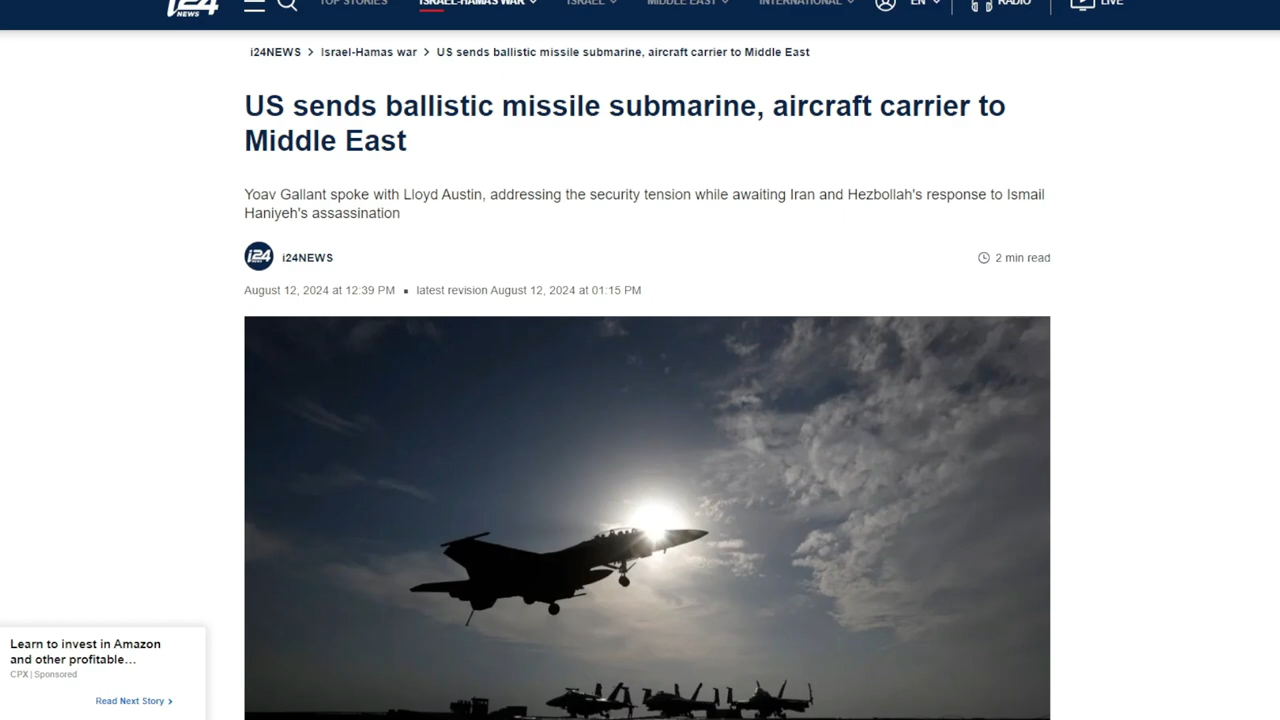 i24
NEWS
TOP STORIES
ISRAEL-HAMAS WAR
ISRAEL
MIDDLE EAST
INTERNATIONAL
EN
RADIO
LIVE
i24NEWS > Israel-Hamas war > US sends ballistic missile submarine, aircraft carrier to Middle East
US sends ballistic missile submarine, aircraft carrier to
Middle East
Yoav Gallant spoke with Lloyd Austin, addressing the security tension while awaiting Iran and Hezbollah's response to Ismail
Haniyeh's assassination
i24
NEWS
i24NEWS
2 min read
August 12, 2024 at 12:39 PM ▪ latest revision August 12, 2024 at 01:15 PM
Learn to invest in Amazon
and other profitable...
CPX | Sponsored
Read Next Story >